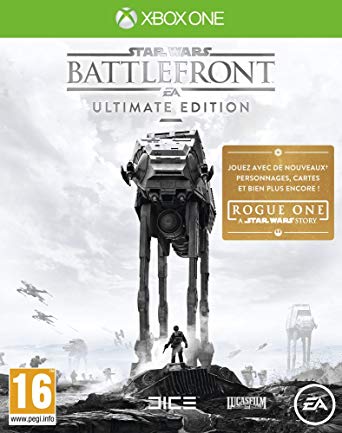 XBOX ONE
STAR WARS
BATTLEFRONT
EA
ULTIMATE EDITION
JOUEZ AVEC DE NOUVEAUX¹
PERSONNAGES, CARTES
ET BIEN PLUS ENCORE !
ROGUE ONE
A STAR WARS STORY
16
www.pegi.info
DICE
LUCASFILM
EA